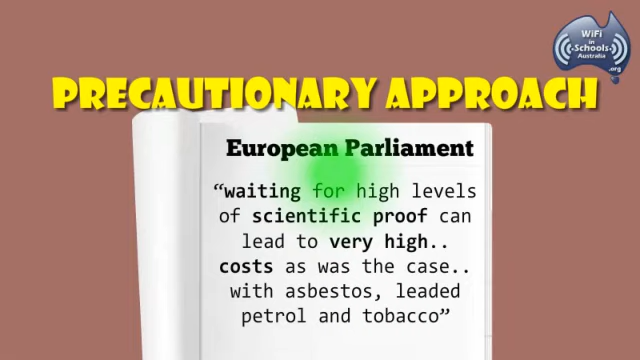 WiFi
in
Schools
Australia
.org
PRECAUTIONARY APPROACH
European Parliament
“waiting for high levels
of scientific proof can
lead to very high..
costs as was the case..
with asbestos, leaded
petrol and tobacco”